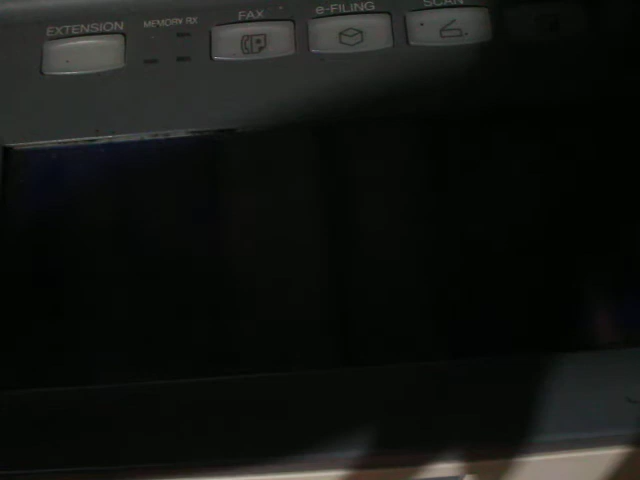 EXTENSION
MEMORY RX
FAX
e-FILING
SCAN